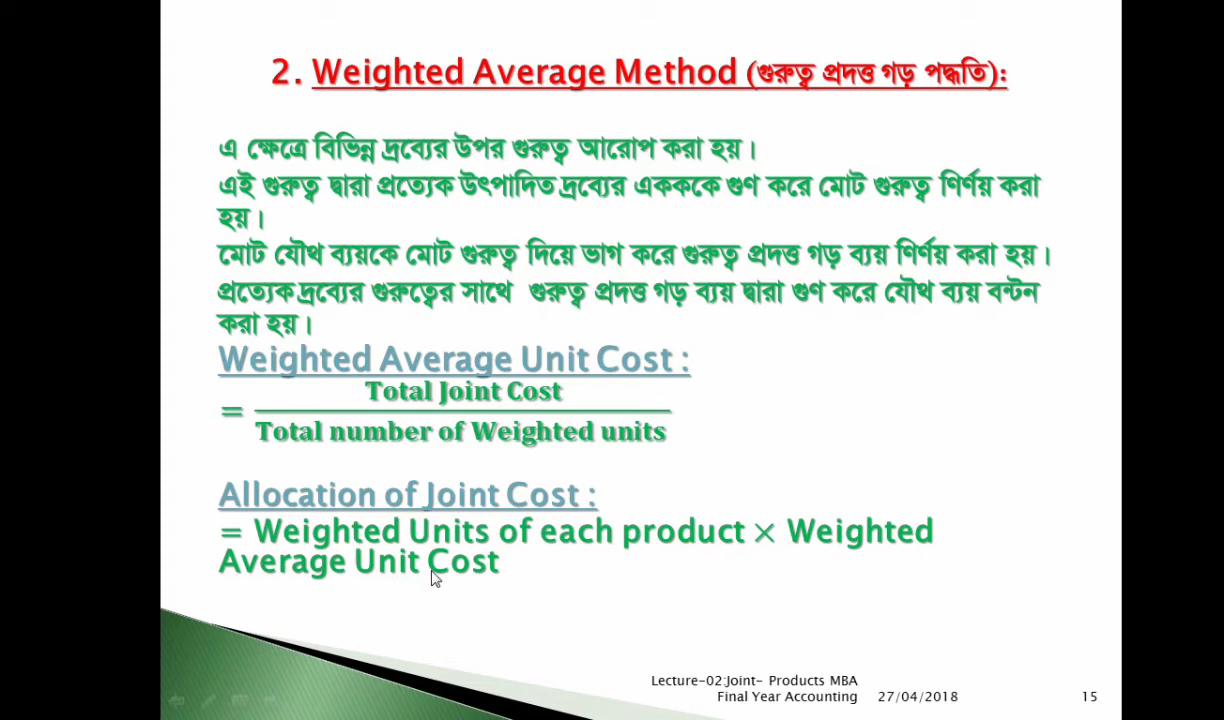 2. Weighted Average Method (গুরুত্ব প্রদত্ত গড় পদ্ধতি):
এ ক্ষেত্রে বিভিন্ন দ্রব্যের উপর গুরুত্ব আরোপ করা হয়।
এই গুরুত্ব দ্বারা প্রত্যেক উৎপাদিত দ্রব্যের একককে গুণ করে মোট গুরুত্ব ণির্ণয় করা
হয়।
মোট যৌথ ব্যয়কে মোট গুরুত্ব দিয়ে ভাগ করে গুরুত্ব প্রদত্ত গড় ব্যয় ণির্ণয় করা হয়।
প্রত্যেক দ্রব্যের গুরুত্বের সাথে গুরুত্ব প্রদত্ত গড় ব্যয় দ্বারা গুণ করে যৌথ ব্যয় বন্টন
করা হয়।
Weighted Average Unit Cost :
Total Joint Cost
=
Total number of Weighted units
Allocation of Joint Cost :
= Weighted Units of each product × Weighted
Average Unit Cost
Lecture-02:Joint- Products MBA
Final Year Accounting 27/04/2018 15